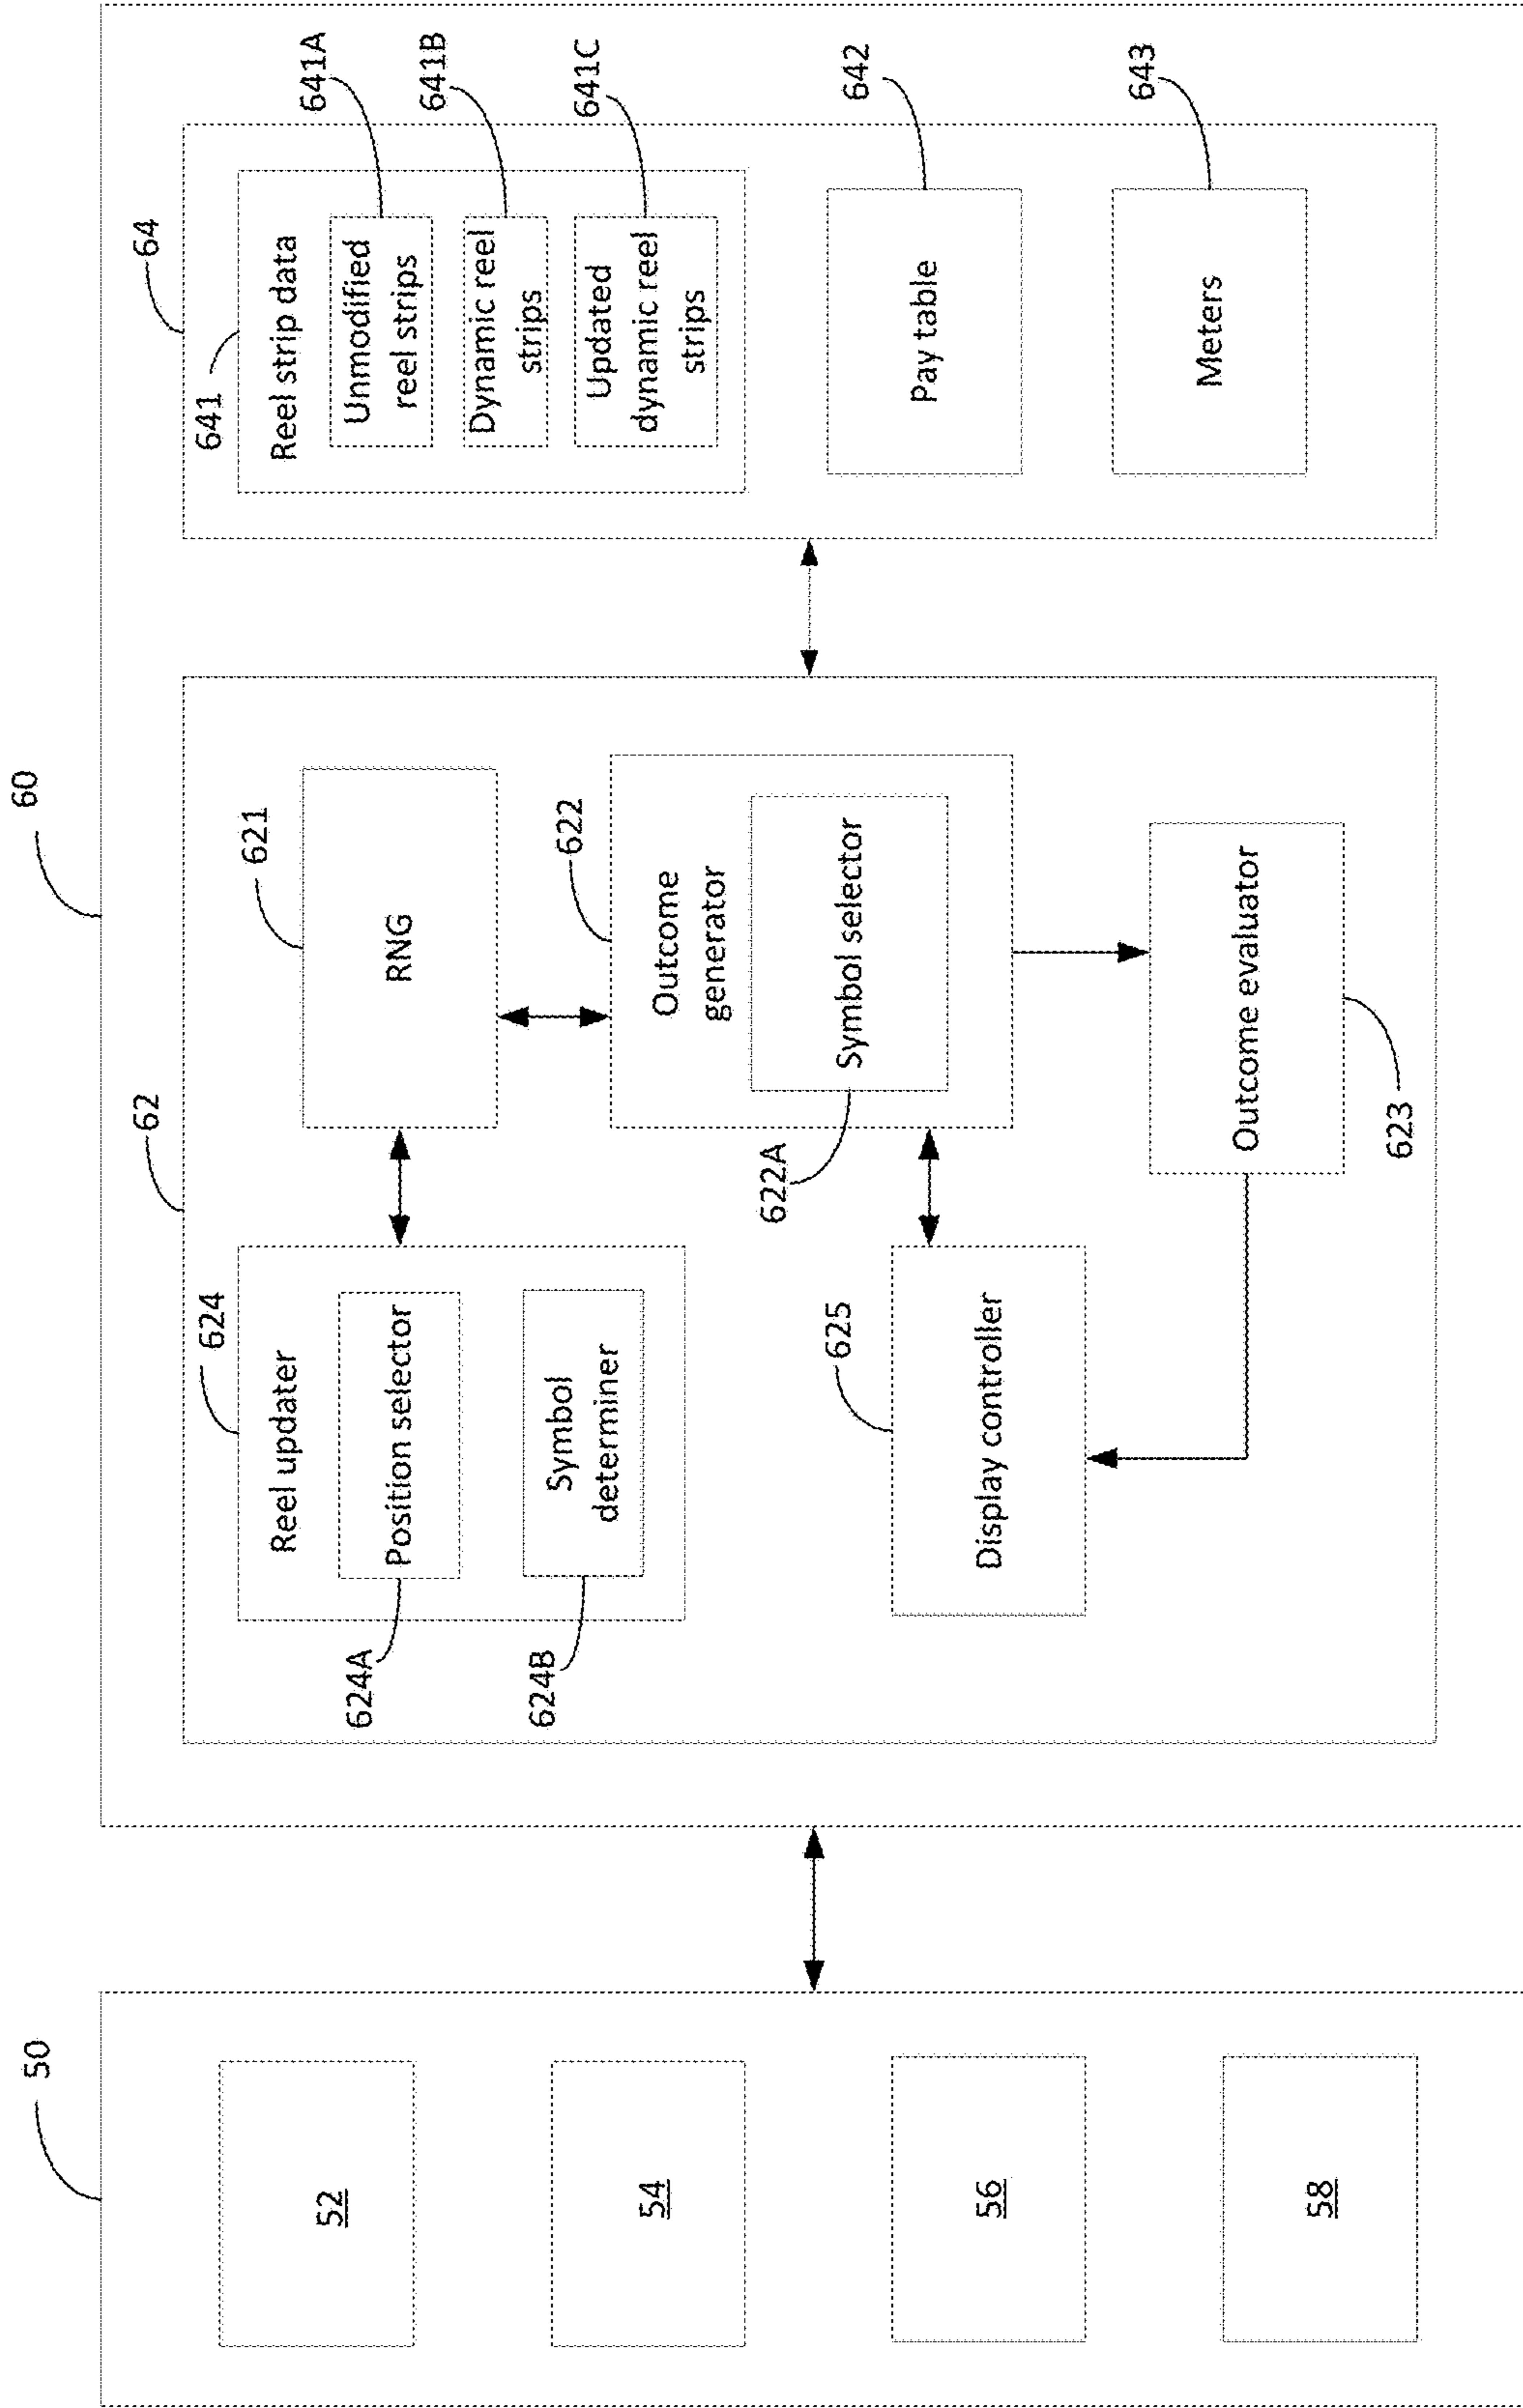 50
52
54
56
58
60
62
624
Reel updater
Position selector
624A
Symbol
determiner
624B
621
RNG
622
Outcome
generator
Symbol selector
622A
625
Display controller
Outcome evaluator
623
64
641
Reel strip data
Unmodified
reel strips
641A
Dynamic reel
strips
641B
Updated
dynamic reel
strips
641C
Pay table
642
Meters
643